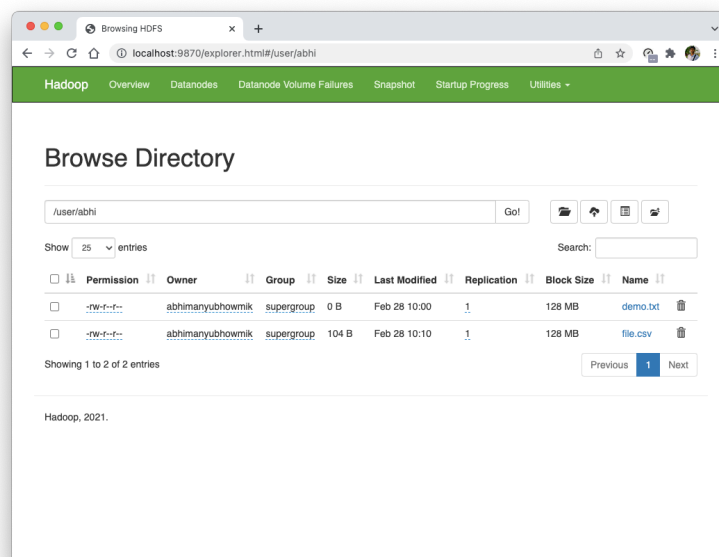 Browsing HDFS
localhost:9870/explorer.html#/user/abhi
Hadoop Overview Datanodes Datanode Volume Failures Snapshot Startup Progress Utilities
Browse Directory
/user/abhi Go!
Show 25 entries Search:
Permission Owner Group Size Last Modified Replication Block Size Name
-rw-r--r-- abhimanyubhowmik supergroup 0 B Feb 28 10:00 1 128 MB demo.txt
-rw-r--r-- abhimanyubhowmik supergroup 104 B Feb 28 10:10 1 128 MB file.csv
Showing 1 to 2 of 2 entries Previous 1 Next
Hadoop, 2021.